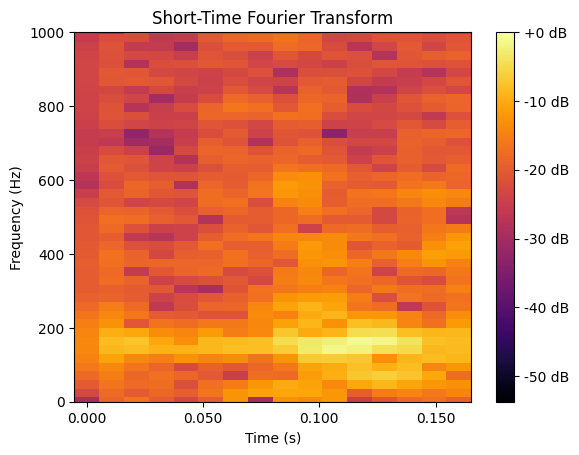 Short-Time Fourier Transform
1000
800
600
400
200
0
Frequency (Hz)
0.000
0.050
0.100
0.150
Time (s)
+0 dB
-10 dB
-20 dB
-30 dB
-40 dB
-50 dB